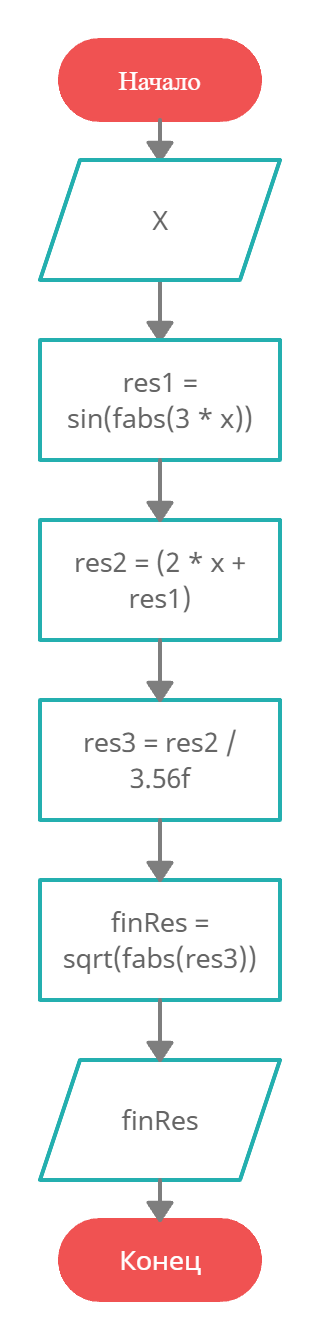 Начало
X
res1 =
sin(fabs(3 * x))
res2 = (2 * x +
res1)
res3 = res2 /
3.56f
finRes =
sqrt(fabs(res3))
finRes
Конец